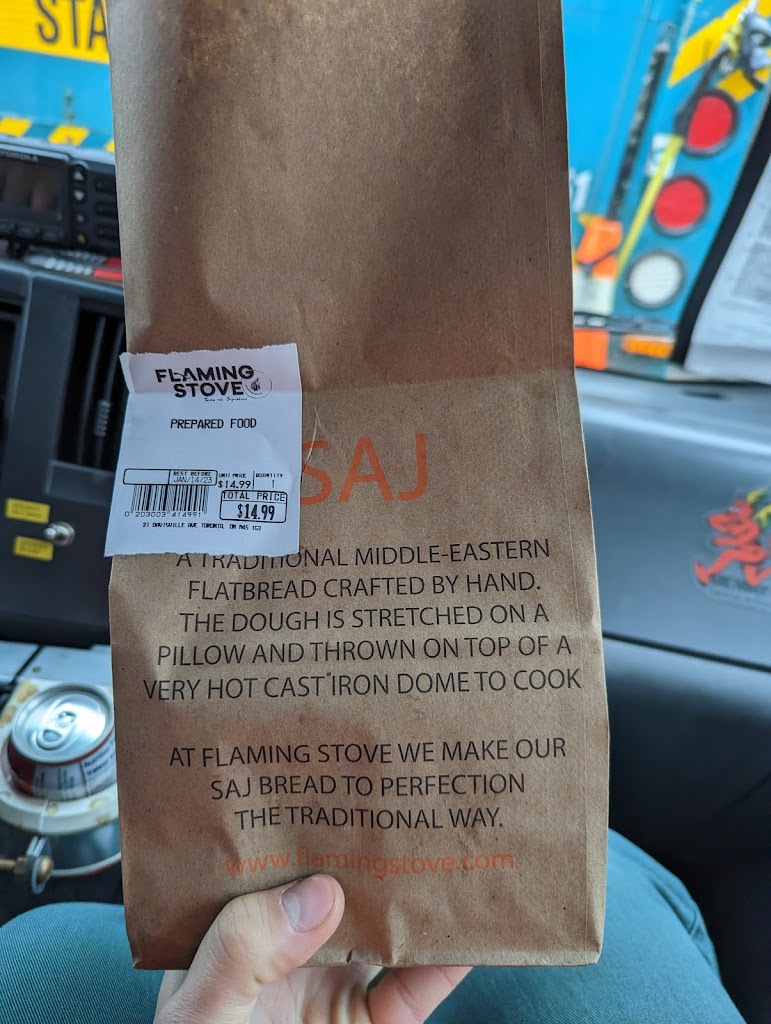 STA
FLAMING
STOVE
PREPARED FOOD
BEST BEFORE UNIT PRICE QUANTITY
JAN/14/23 $14.99 1
TOTAL PRICE
$14.99
0 203003 414991
21 DAVISVILLE AVE TORONTO, ON M4S 1G3
SAJ
A TRADITIONAL MIDDLE-EASTERN
FLATBREAD CRAFTED BY HAND.
THE DOUGH IS STRETCHED ON A
PILLOW AND THROWN ON TOP OF A
VERY HOT CAST IRON DOME TO COOK
AT FLAMING STOVE WE MAKE OUR
SAJ BREAD TO PERFECTION
THE TRADITIONAL WAY.
www.flamingstove.com